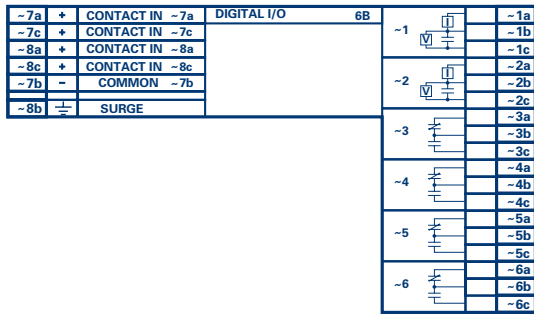 ~7a + CONTACT IN ~7a DIGITAL I/O 6B
~7c + CONTACT IN ~7c
~8a + CONTACT IN ~8a
~8c + CONTACT IN ~8c
~7b - COMMON ~7b
~8b SURGE
~1 V I ~1a
~1b
~1c
~2 V I ~2a
~2b
~2c
~3 ~3a
~3b
~3c
~4 ~4a
~4b
~4c
~5 ~5a
~5b
~5c
~6 ~6a
~6b
~6c